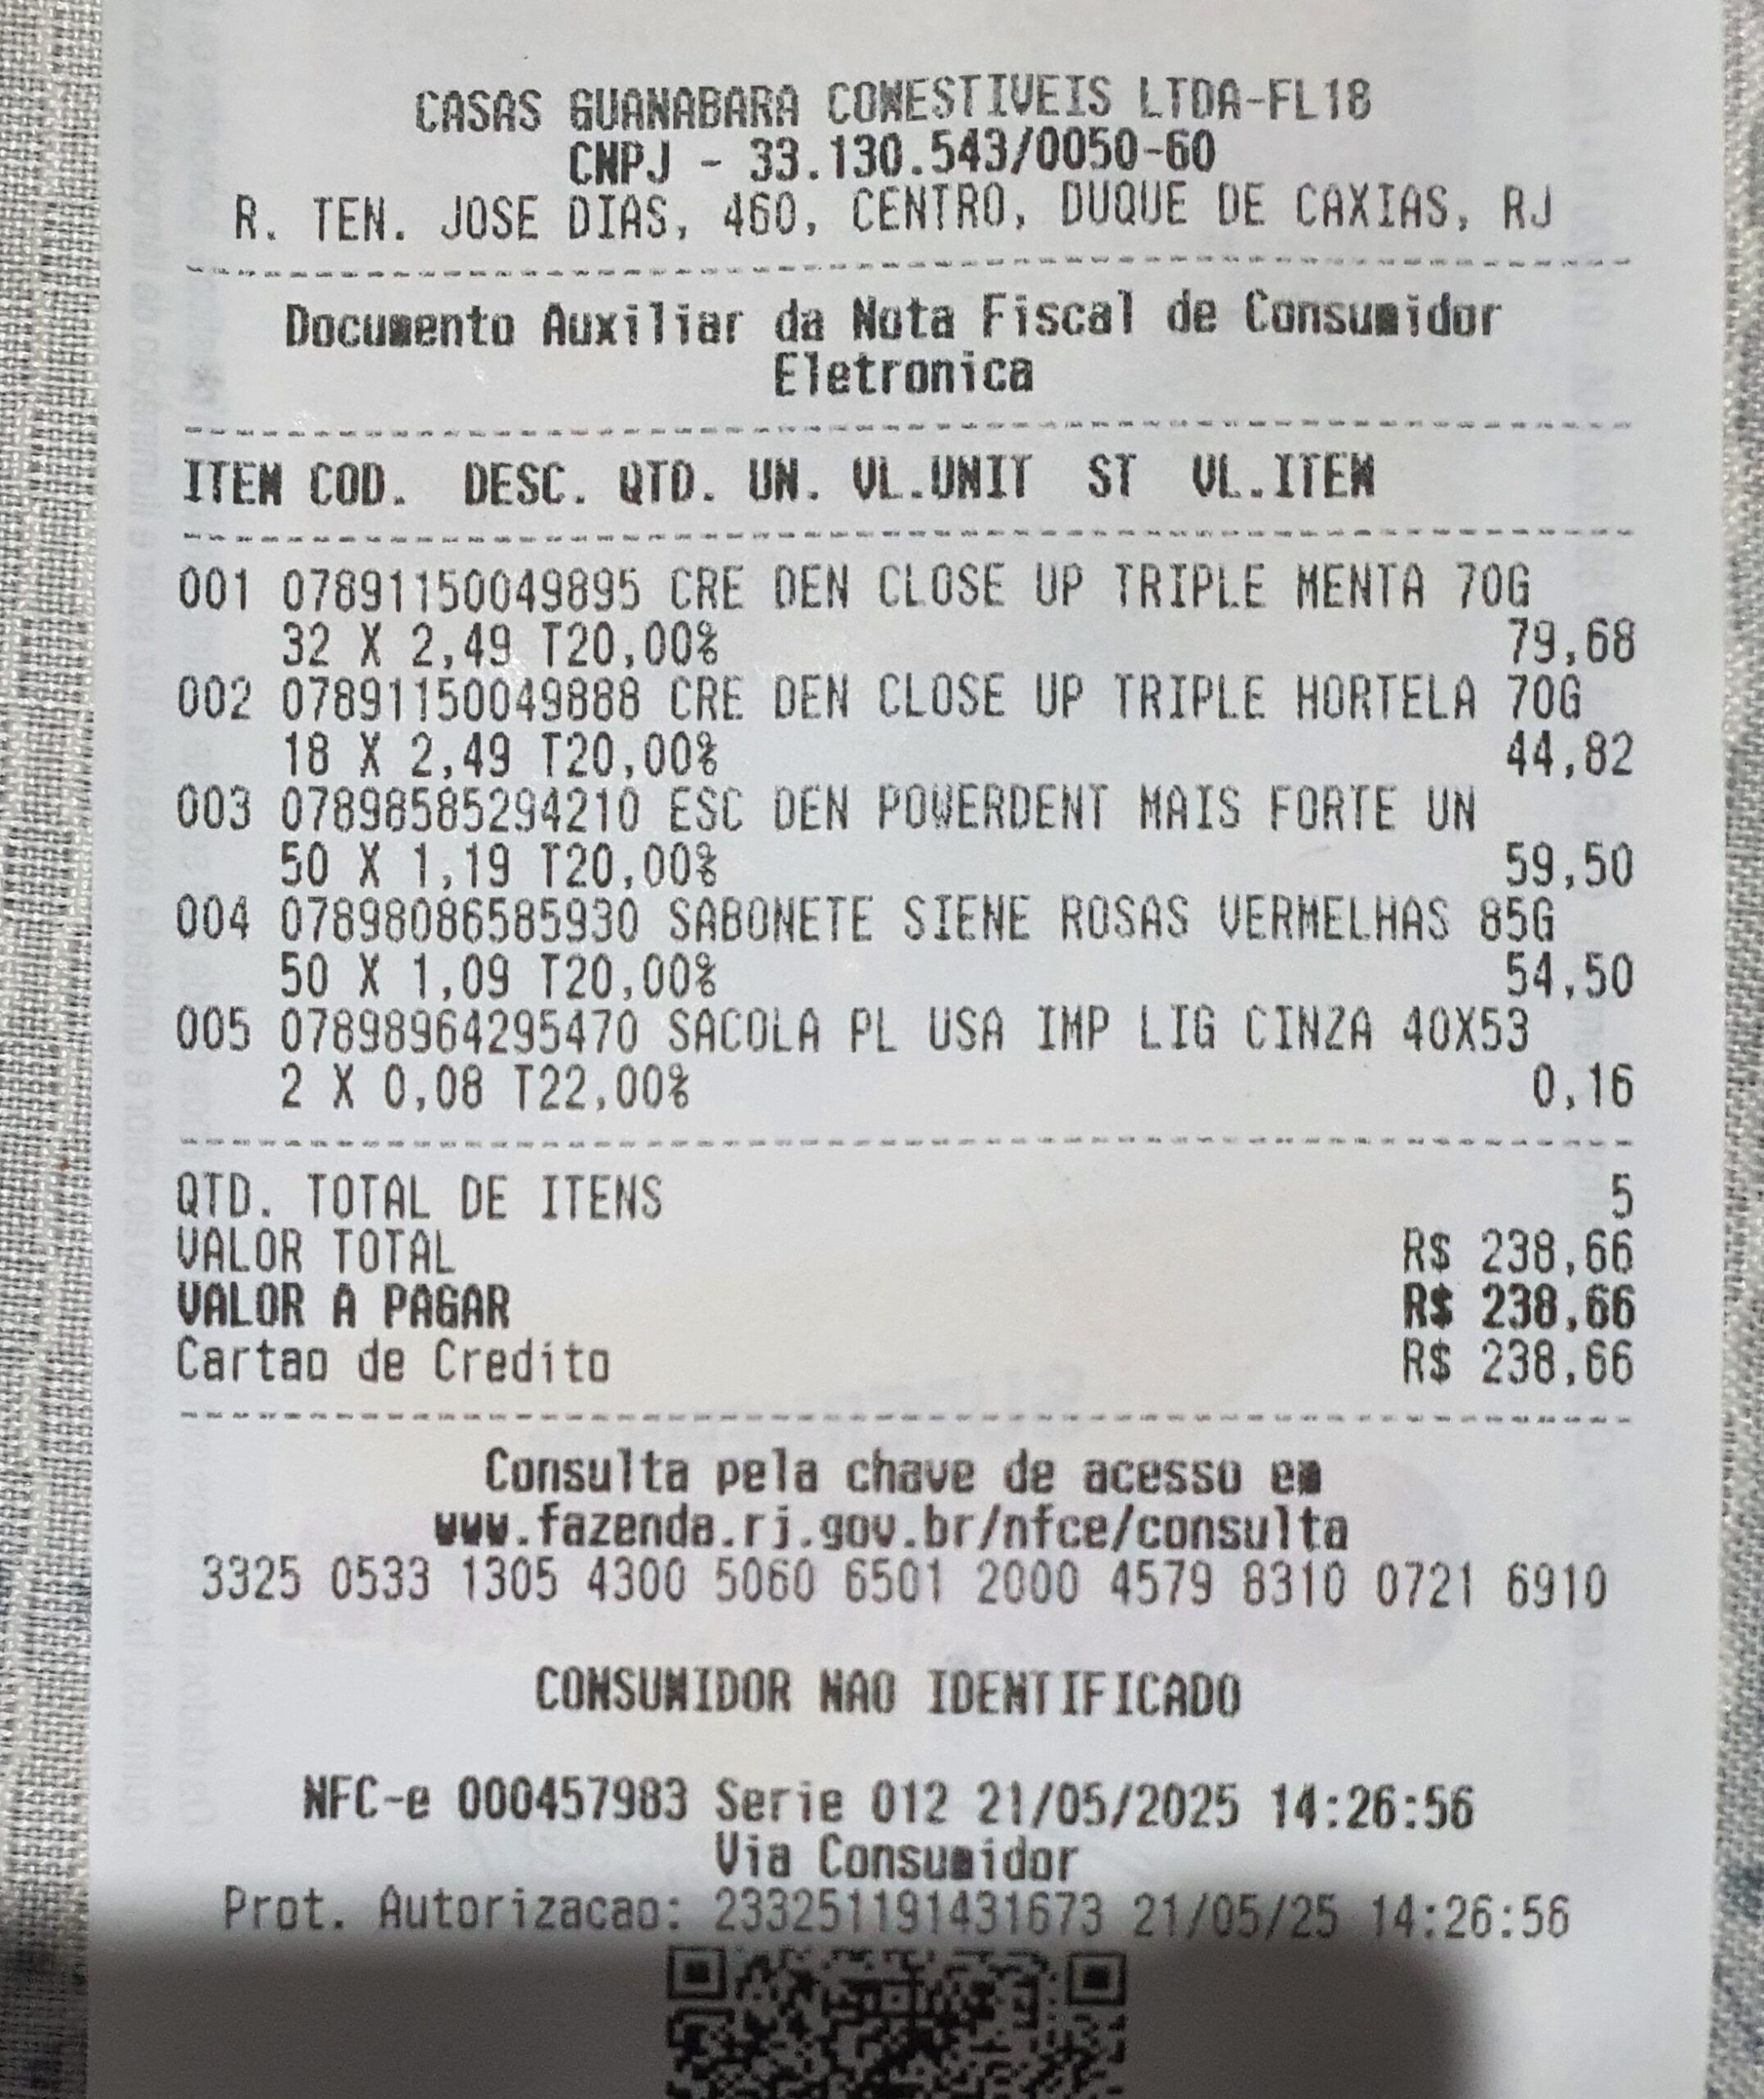 CASAS GUANABARA COMESTIVEIS LTDA-FL18
CNPJ - 33.130.543/0050-60
R. TEN. JOSE DIAS, 460, CENTRO, DUQUE DE CAXIAS, RJ
Documento Auxiliar da Nota Fiscal de Consumidor
Eletronica
ITEM COD. DESC. QTD. UN. VL.UNIT ST VL.ITEM
001 07891150049895 CRE DEN CLOSE UP TRIPLE MENTA 70G
32 X 2,49 T20,00% 79,68
002 07891150049888 CRE DEN CLOSE UP TRIPLE HORTELA 70G
18 X 2,49 T20,00% 44,82
003 07898585294210 ESC DEN POWERDENT MAIS FORTE UN
50 X 1,19 T20,00% 59,50
004 07898086585930 SABONETE SIENE ROSAS VERMELHAS 85G
50 X 1,09 T20,00% 54,50
005 07898964295470 SACOLA PL USA IMP LIG CINZA 40X53
2 X 0,08 T22,00% 0,16
QTD. TOTAL DE ITENS 5
VALOR TOTAL R$ 238,66
VALOR A PAGAR R$ 238,66
Cartao de Credito R$ 238,66
Consulta pela chave de acesso em
www.fazenda.rj.gov.br/nfce/consulta
3325 0533 1305 4300 5060 6501 2000 4579 8310 0721 6910
CONSUMIDOR NAO IDENTIFICADO
NFC-e 000457983 Serie 012 21/05/2025 14:26:56
Via Consumidor
Prot. Autorizacao: 233251191431673 21/05/25 14:26:56